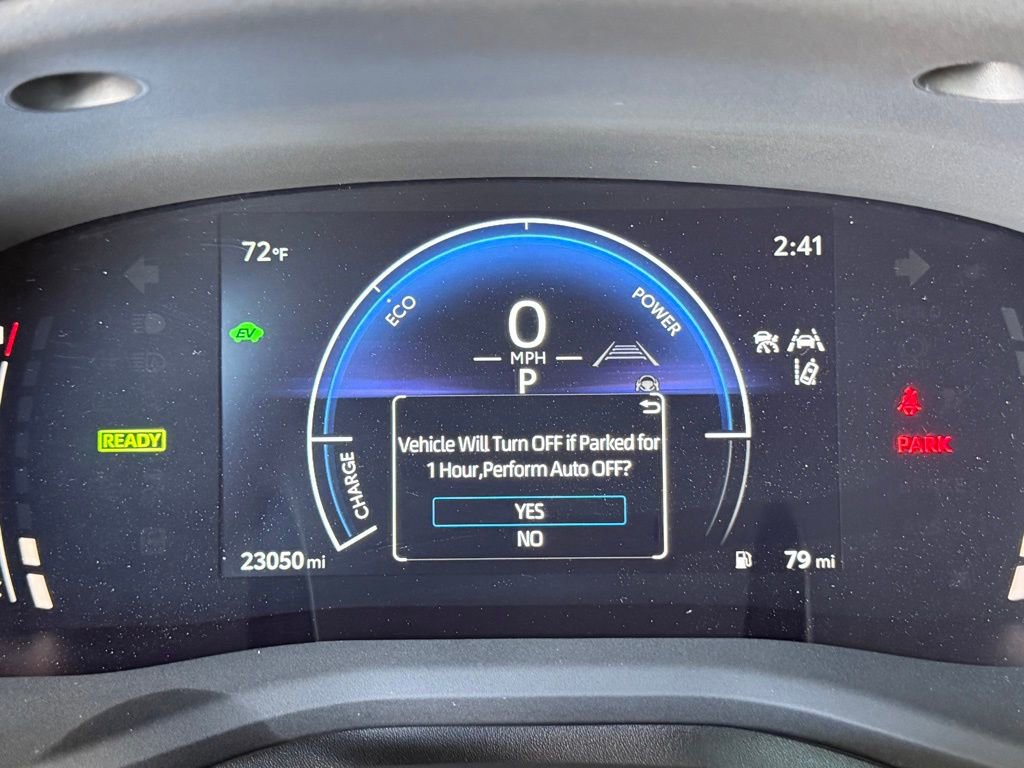 72°F
2:41
ECO
POWER
0
MPH
EV
P
READY
Vehicle Will Turn OFF if Parked for
1 Hour,Perform Auto OFF?
PARK
CHARGE
YES
NO
23050 mi
79 mi